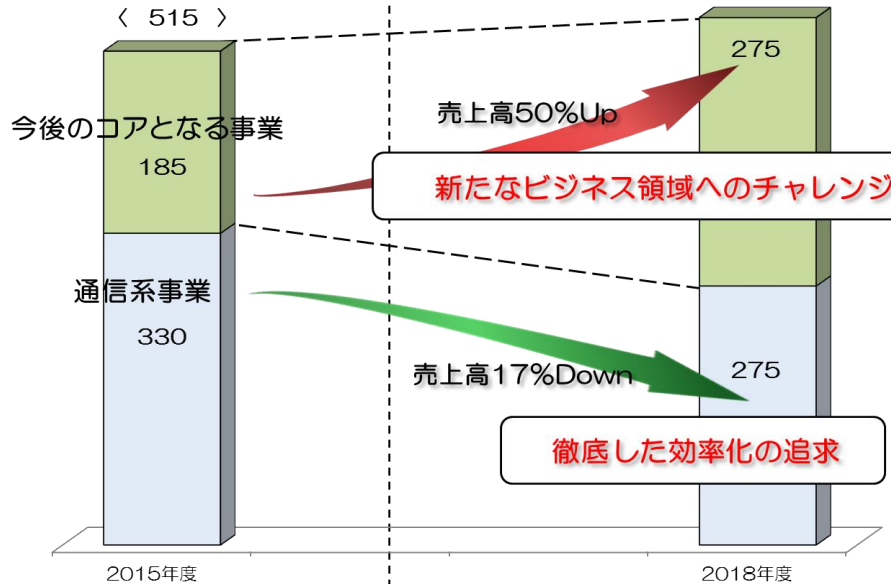 〈 515 〉
275
売上高50%Up
今後のコアとなる事業
185
新たなビジネス領域へのチャレンジ
通信系事業
330
売上高17%Down
275
徹底した効率化の追求
2015年度
2018年度